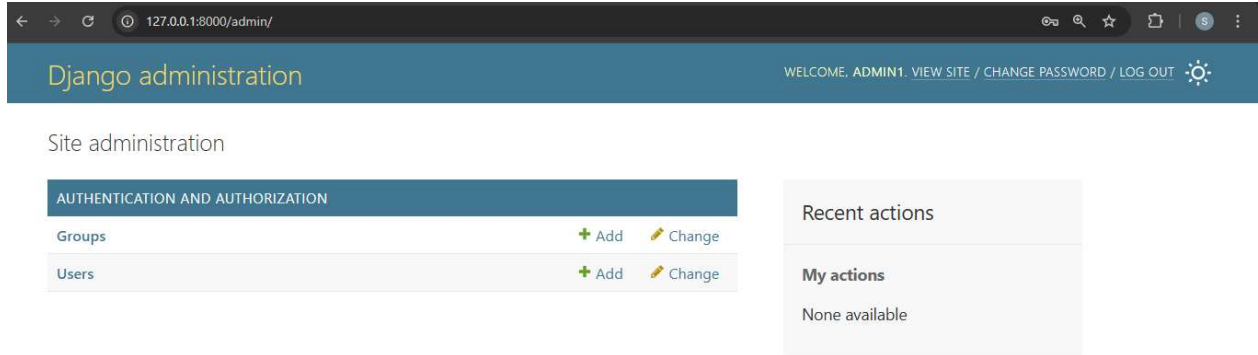 127.0.0.1:8000/admin/
S
Django administration
WELCOME, ADMIN1. VIEW SITE / CHANGE PASSWORD / LOG OUT
Site administration
AUTHENTICATION AND AUTHORIZATION
Groups + Add Change
Users + Add Change
Recent actions
My actions
None available